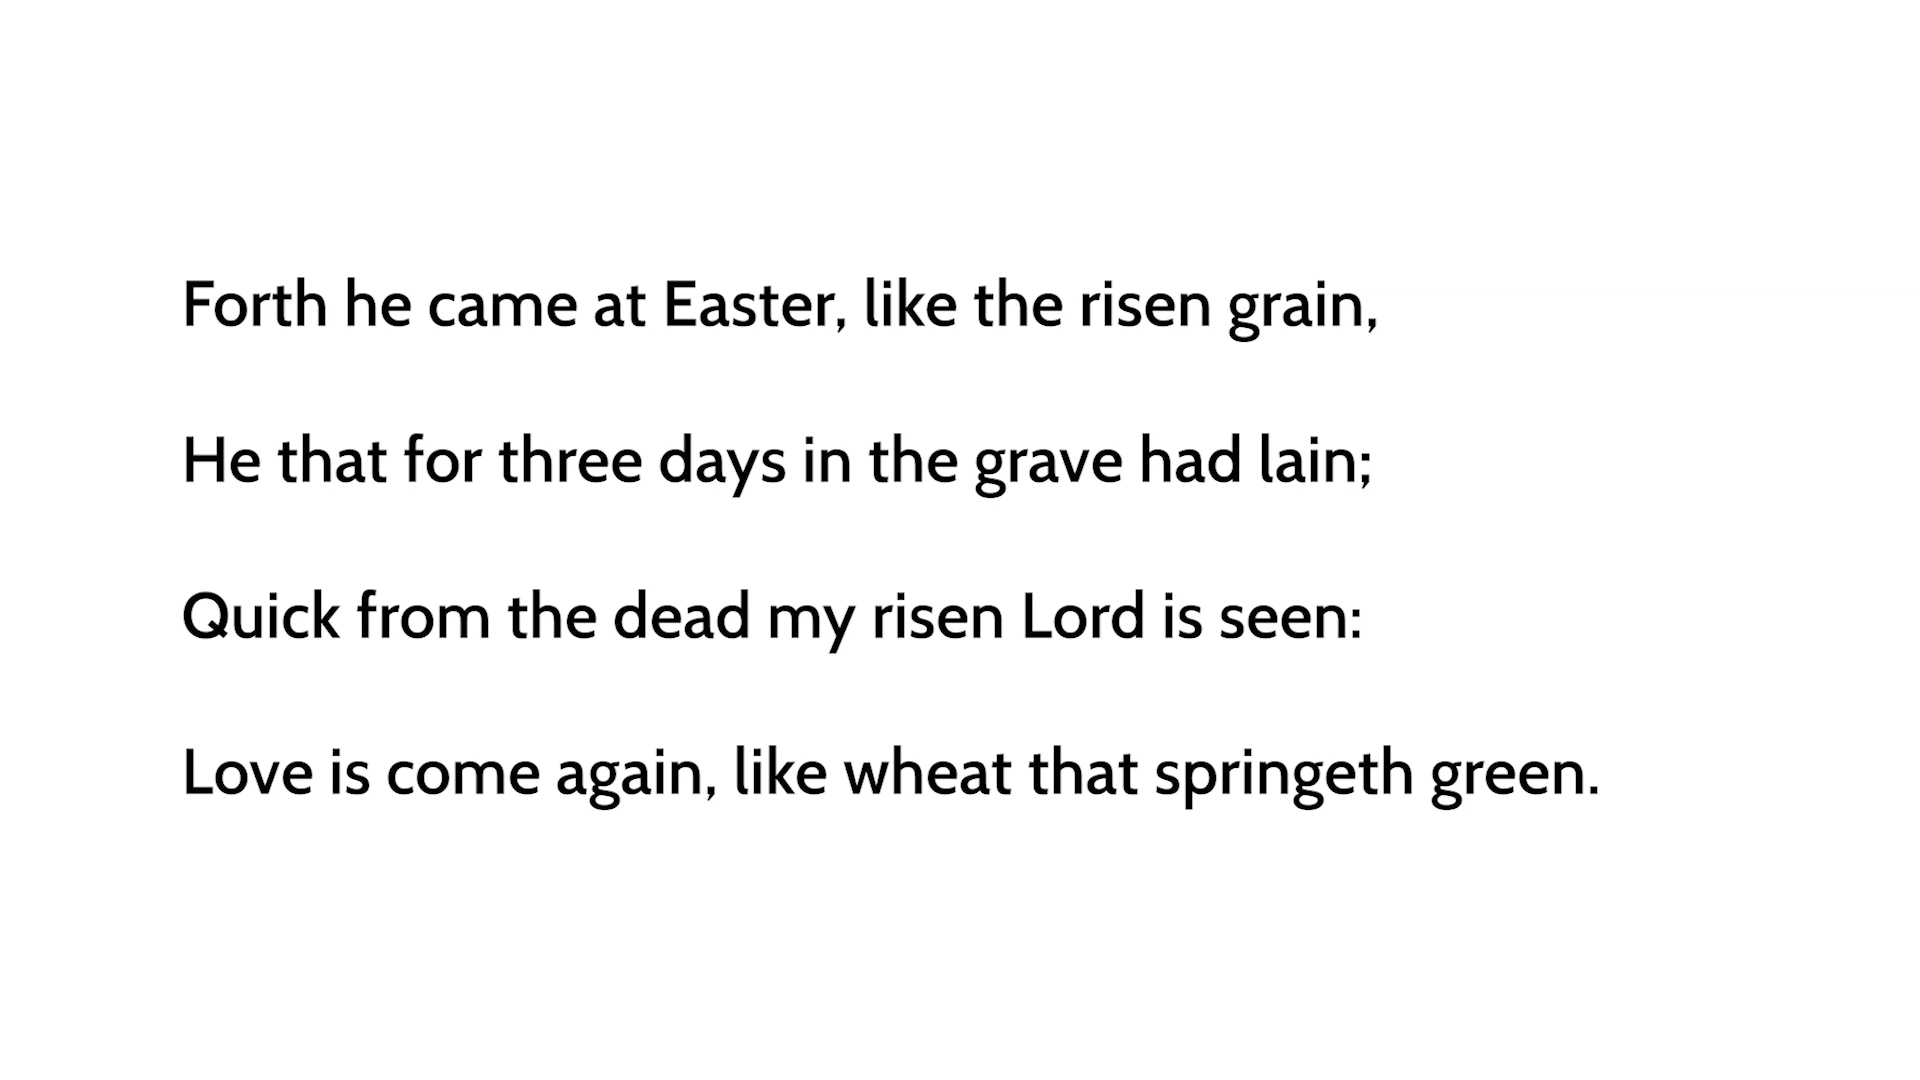 Forth he came at Easter, like the risen grain,
He that for three days in the grave had lain;
Quick from the dead my risen Lord is seen:
Love is come again, like wheat that springeth green.